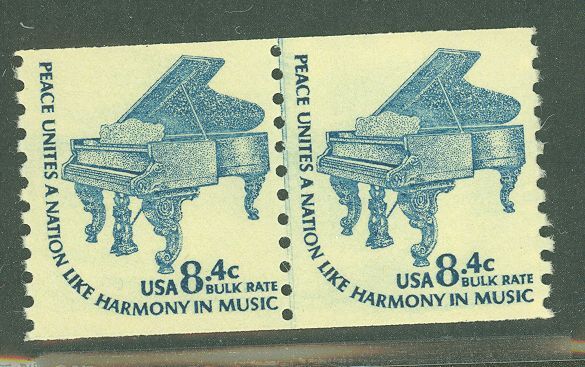 PEACE UNITES A NATION LIKE HARMONY IN MUSIC
USA 8.4c
BULK RATE
PEACE UNITES A NATION LIKE HARMONY IN MUSIC
USA 8.4c
BULK RATE